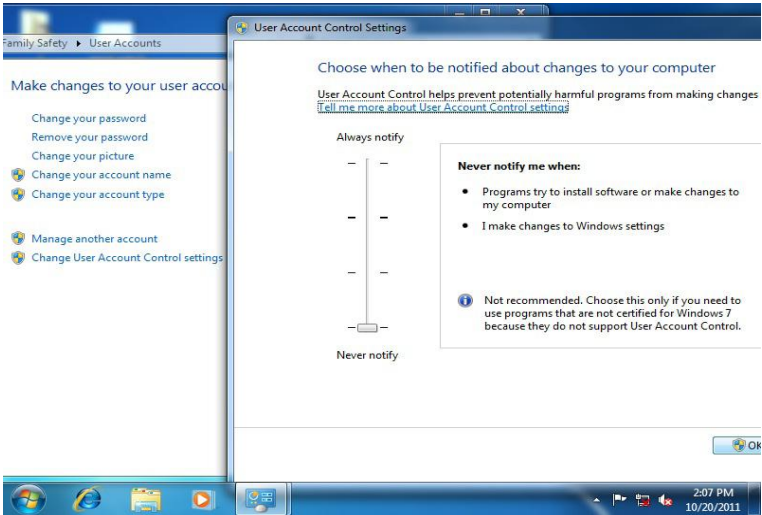 User Account Control Settings
Family Safety ▸ User Accounts
Make changes to your user accou
Change your password
Remove your password
Change your picture
Change your account name
Change your account type
Manage another account
Change User Account Control settings
Choose when to be notified about changes to your computer
User Account Control helps prevent potentially harmful programs from making changes
Tell me more about User Account Control settings
Always notify
Never notify me when:
Programs try to install software or make changes to
my computer
I make changes to Windows settings
Not recommended. Choose this only if you need to
use programs that are not certified for Windows 7
because they do not support User Account Control.
Never notify
OK
2:07 PM
10/20/2011